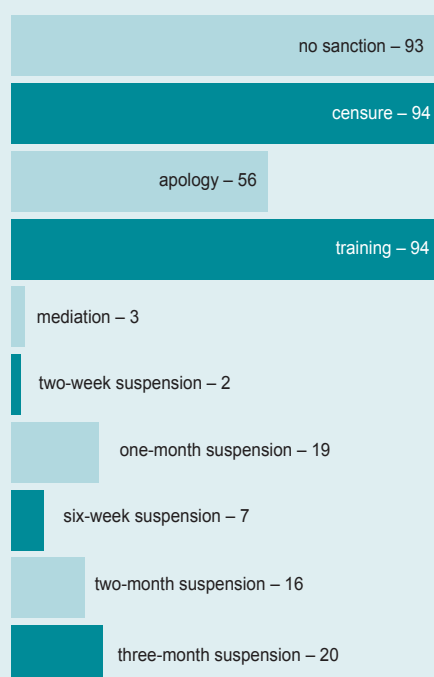 no sanction – 93
censure – 94
apology – 56
training – 94
mediation – 3
two-week suspension – 2
one-month suspension – 19
six-week suspension – 7
two-month suspension – 16
three-month suspension – 20